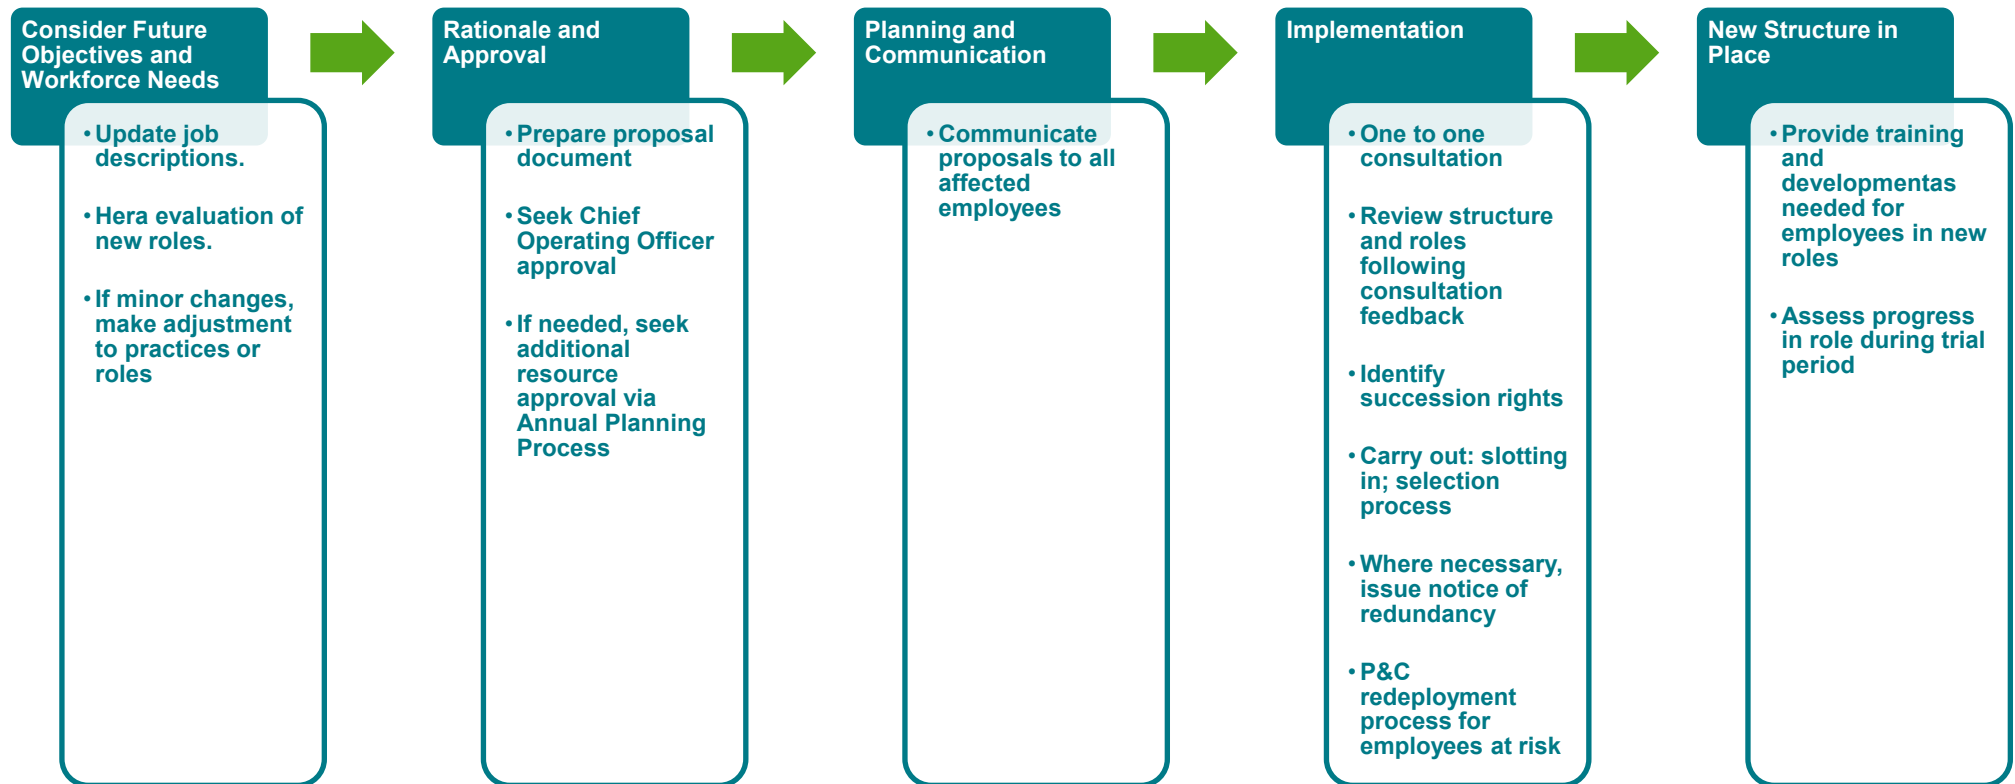 Consider Future
Objectives and
Workforce Needs
• Update job
descriptions.
• Hera evaluation of
new roles.
• If minor changes,
make adjustment
to practices or
roles
Rationale and
Approval
• Prepare proposal
document
• Seek Chief
Operating Officer
approval
• If needed, seek
additional
resource
approval via
Annual Planning
Process
Planning and
Communication
• Communicate
proposals to all
affected
employees
Implementation
• One to one
consultation
• Review structure
and roles
following
consultation
feedback
• Identify
succession rights
• Carry out: slotting
in; selection
process
• Where necessary,
issue notice of
redundancy
• P&C
redeployment
process for
employees at risk
New Structure in
Place
• Provide training
and
developmentas
needed for
employees in new
roles
• Assess progress
in role during trial
period